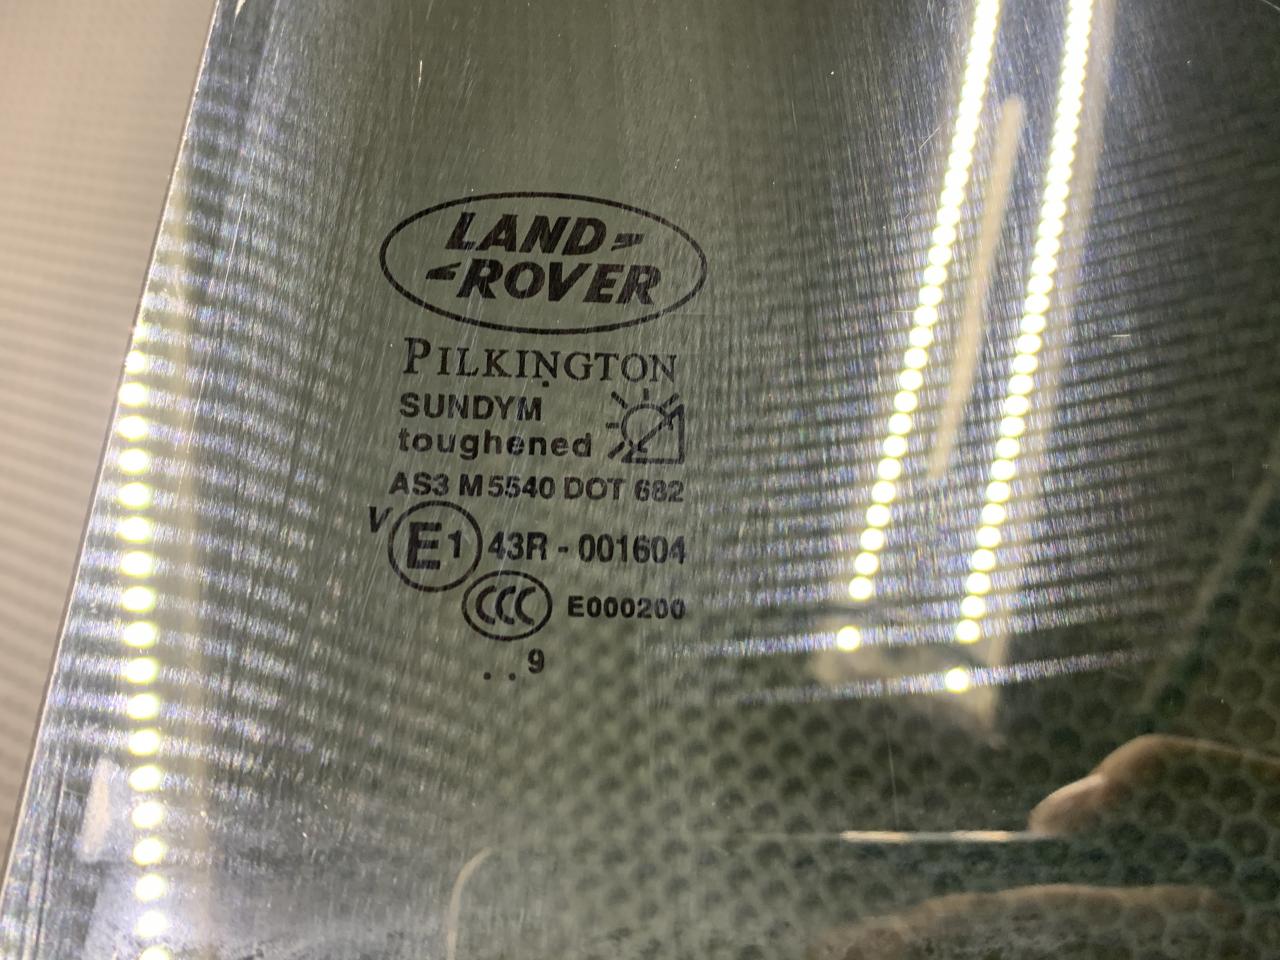 LAND
ROVER
PILKINGTON
SUNDYM
toughened
AS3 M5540 DOT 682
V E1 43R - 001604
CCC E000200
. . 9